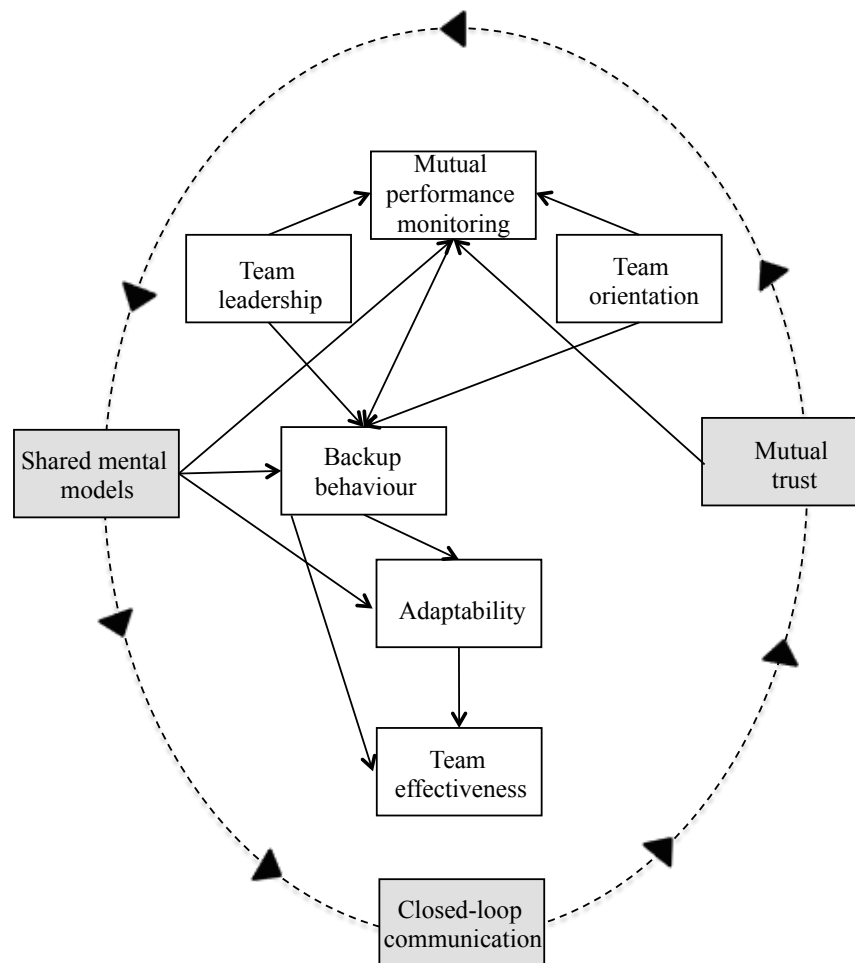 Mutual
performance
monitoring
Team
leadership
Team
orientation
Shared mental
models
Backup
behaviour
Mutual
trust
Adaptability
Team
effectiveness
Closed-loop
communication